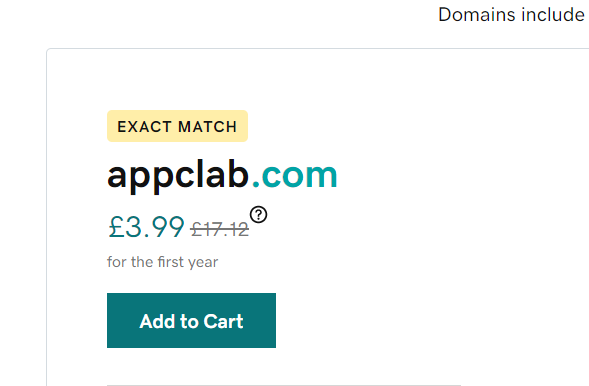 Domains include
EXACT MATCH
appclab.com
£3.99 £17.12 ?
for the first year
Add to Cart